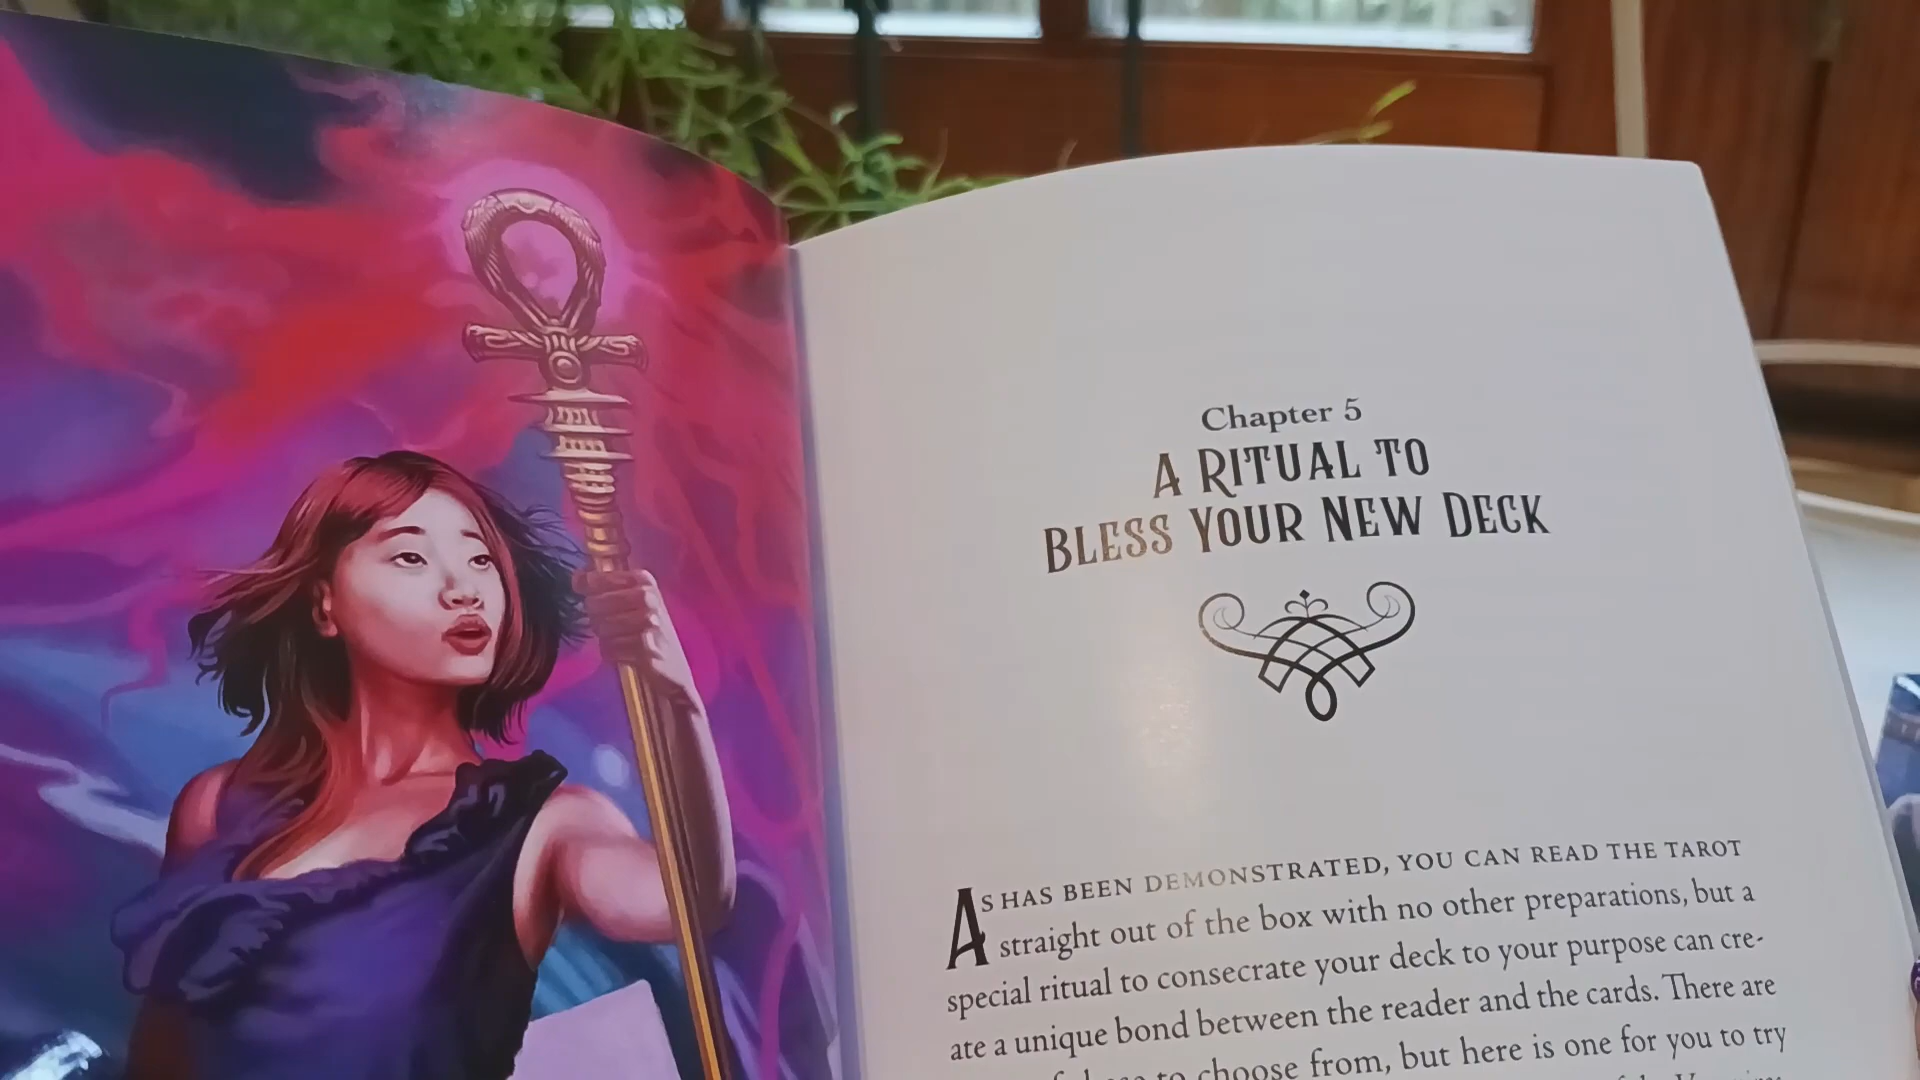 Chapter 5
A RITUAL TO
BLESS YOUR NEW DECK
AS HAS BEEN DEMONSTRATED, YOU CAN READ THE TAROT
straight out of the box with no other preparations, but a
special ritual to consecrate your deck to your purpose can cre-
ate a unique bond between the reader and the cards. There are
to choose from, but here is one for you to try